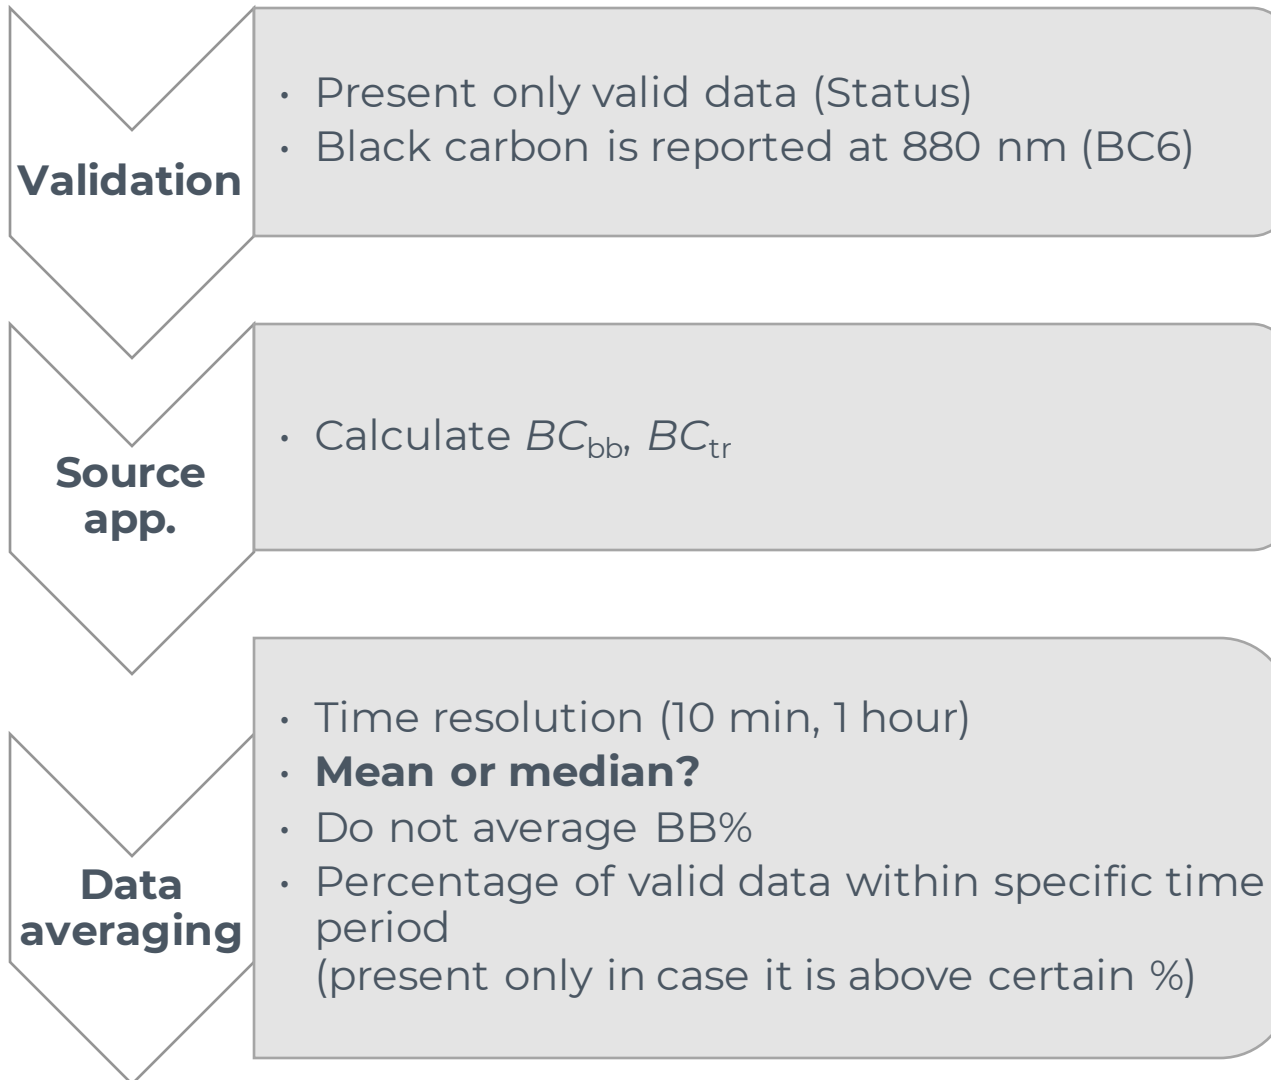 Validation
· Present only valid data (Status)
· Black carbon is reported at 880 nm (BC6)
Source
app.
· Calculate BCbb, BCtr
Data
averaging
· Time resolution (10 min, 1 hour)
· Mean or median?
· Do not average BB%
· Percentage of valid data within specific time
period
(present only in case it is above certain %)